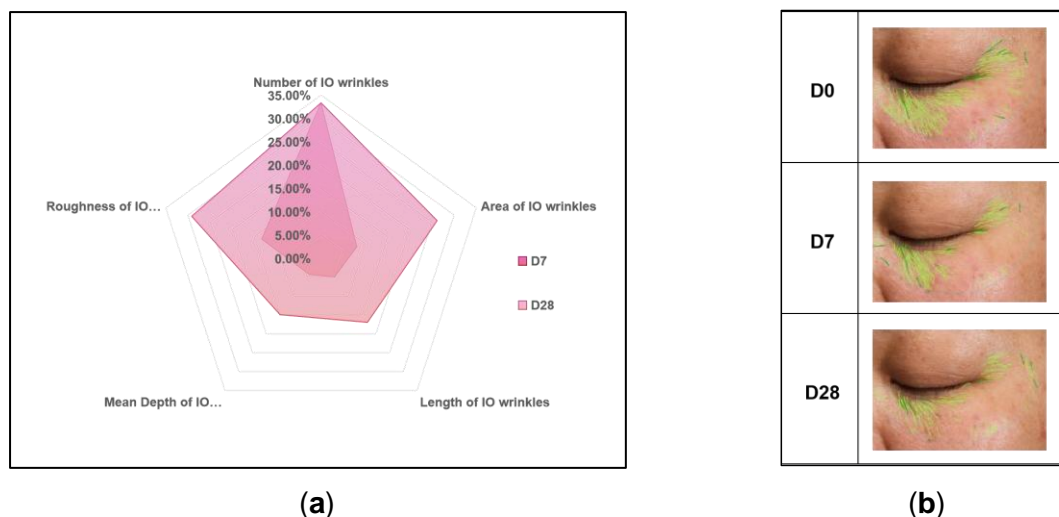 Number of IO wrinkles
35.00%
30.00%
25.00%
20.00%
15.00%
10.00%
5.00%
0.00%
Roughness of IO…
Area of IO wrinkles
D7
D28
Mean Depth of IO…
Length of IO wrinkles
(a)
D0
D7
D28
(b)